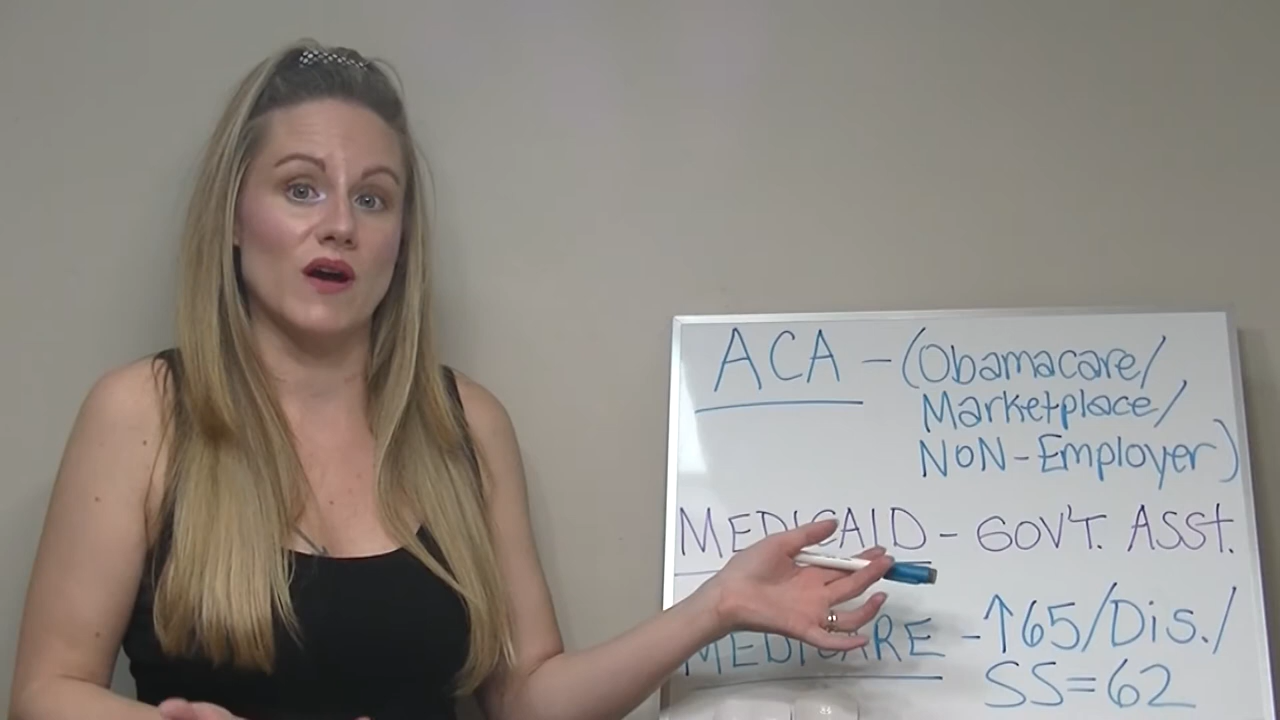 ACA - (Obamacare/
Marketplace/
NON-Employer)
MEDICAID - GOV'T. ASST.
MEDICARE - ↑65/Dis./
SS=62